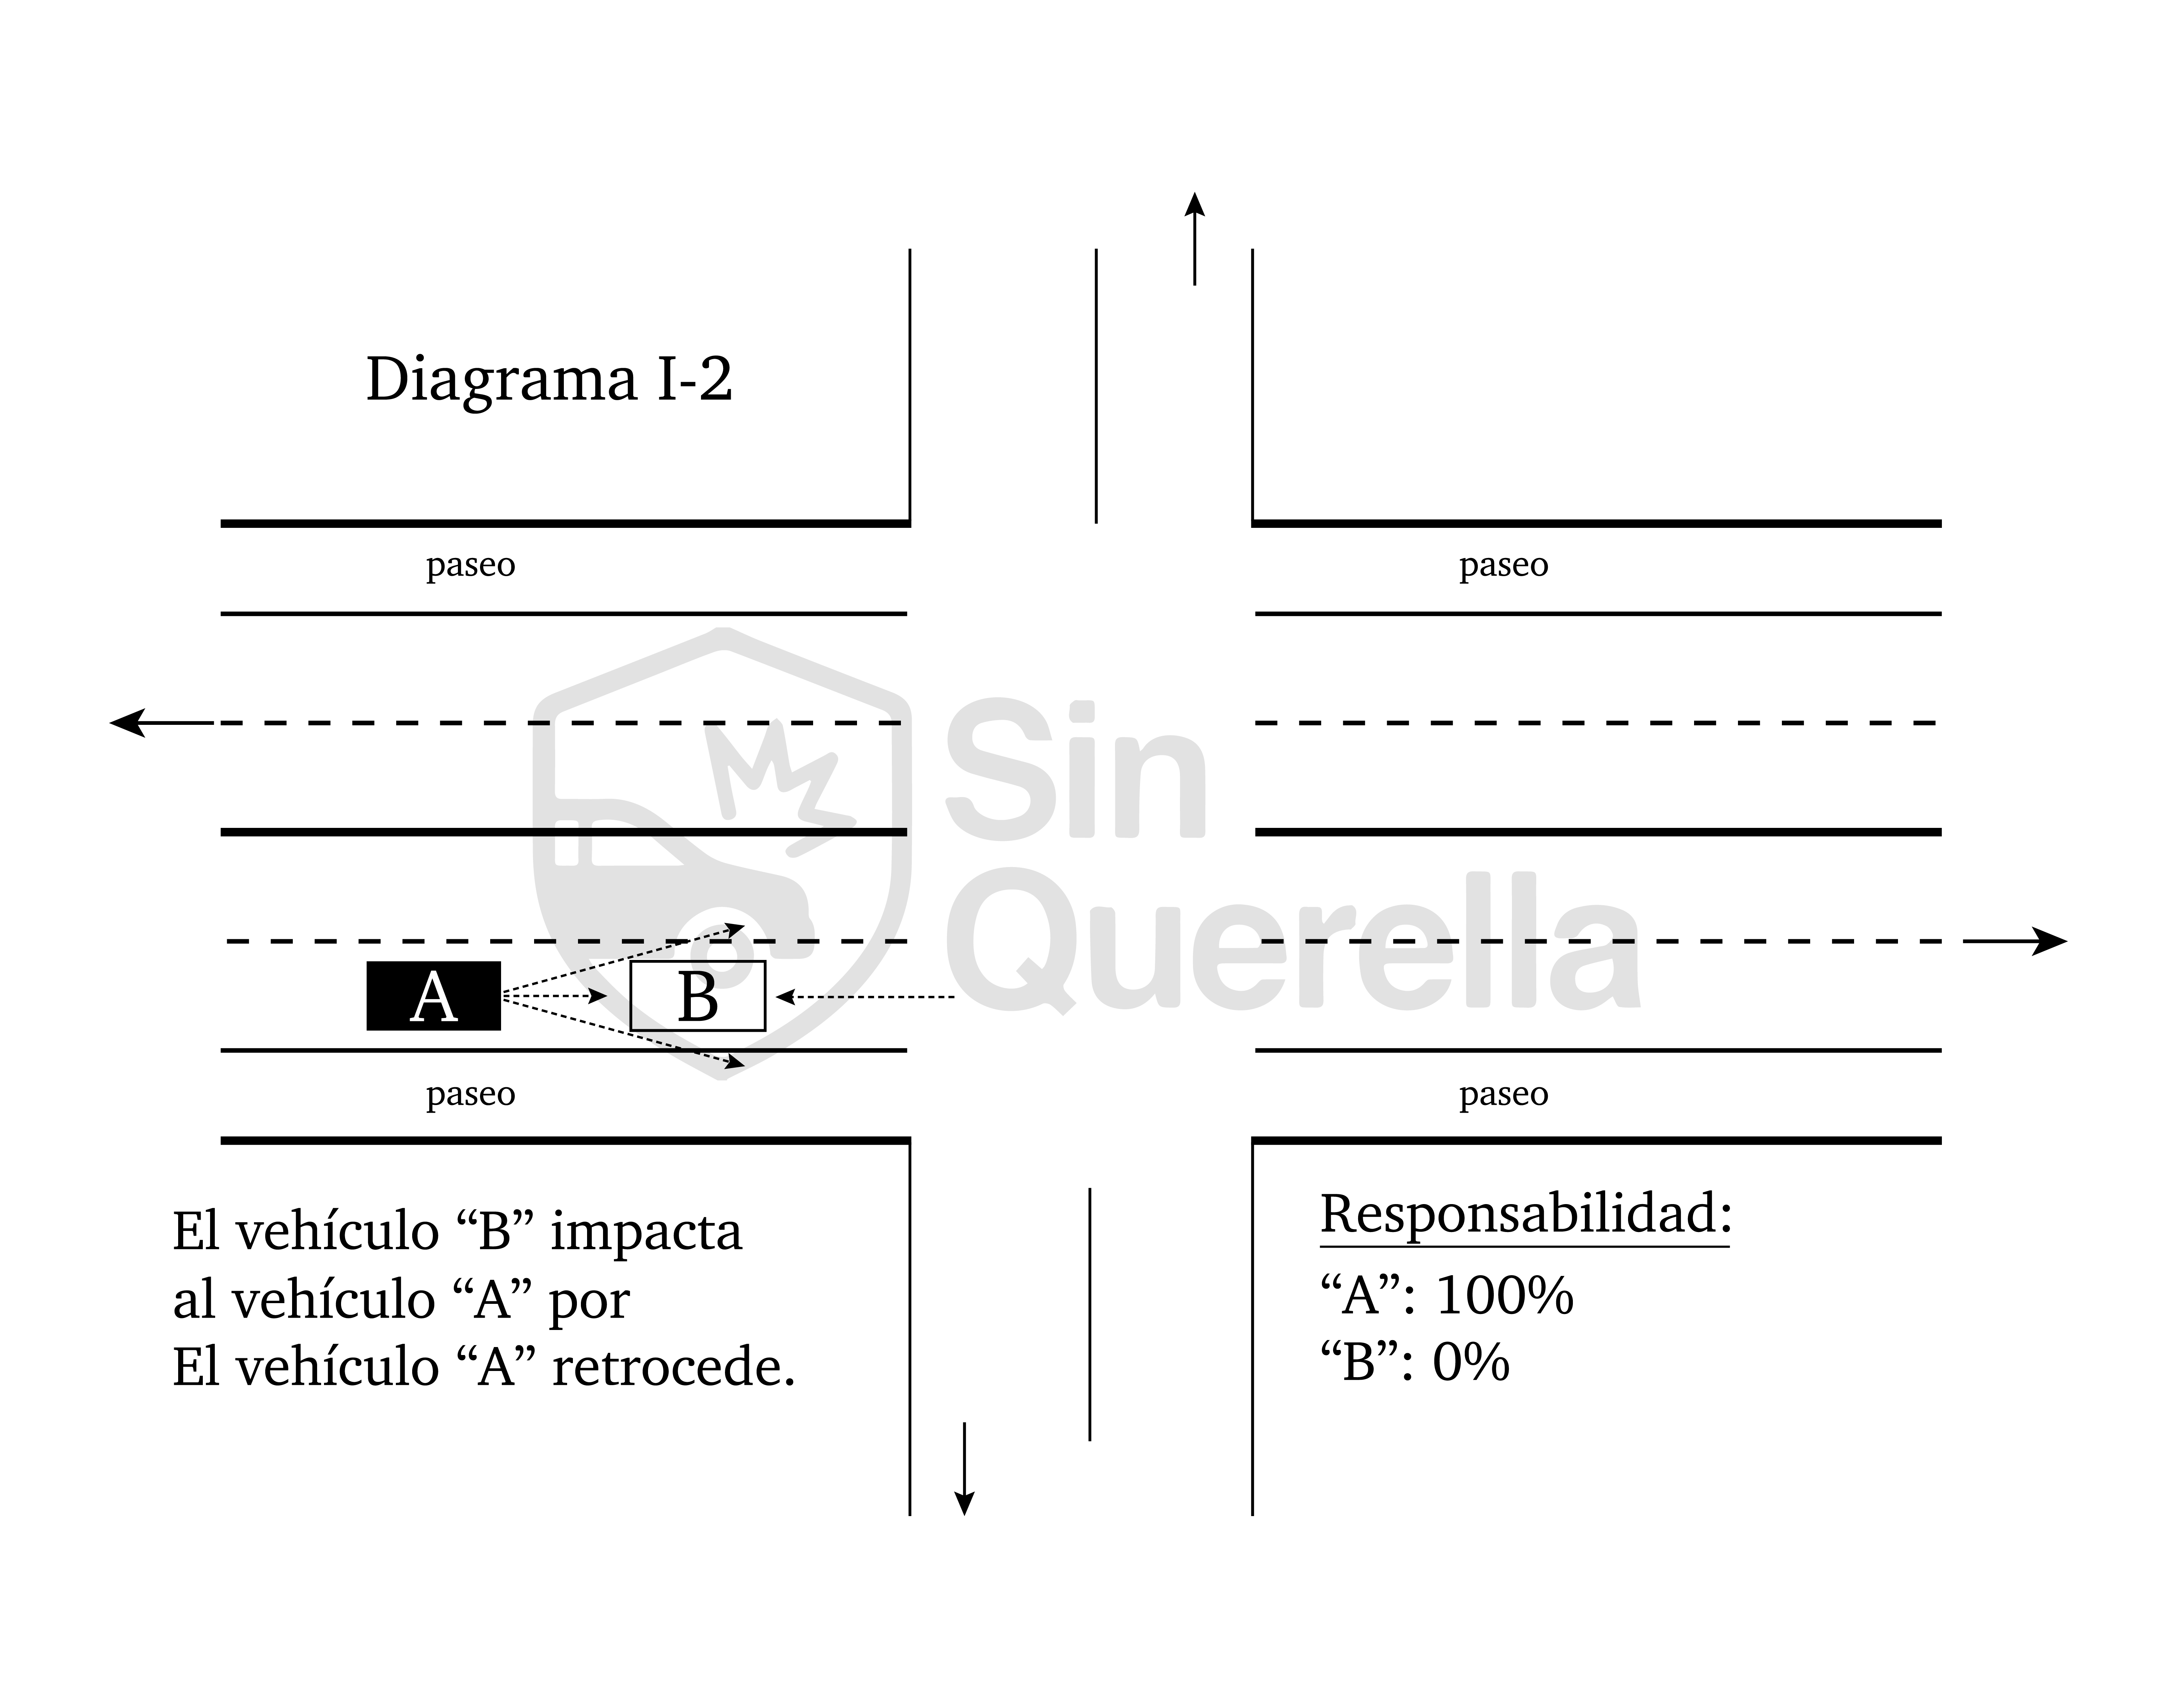 Diagrama I-2
paseo
paseo
Sin
Querella
A
B
paseo
paseo
El vehículo “B” impacta
al vehículo “A” por
El vehículo “A” retrocede.
Responsabilidad:
“A”: 100%
“B”: 0%